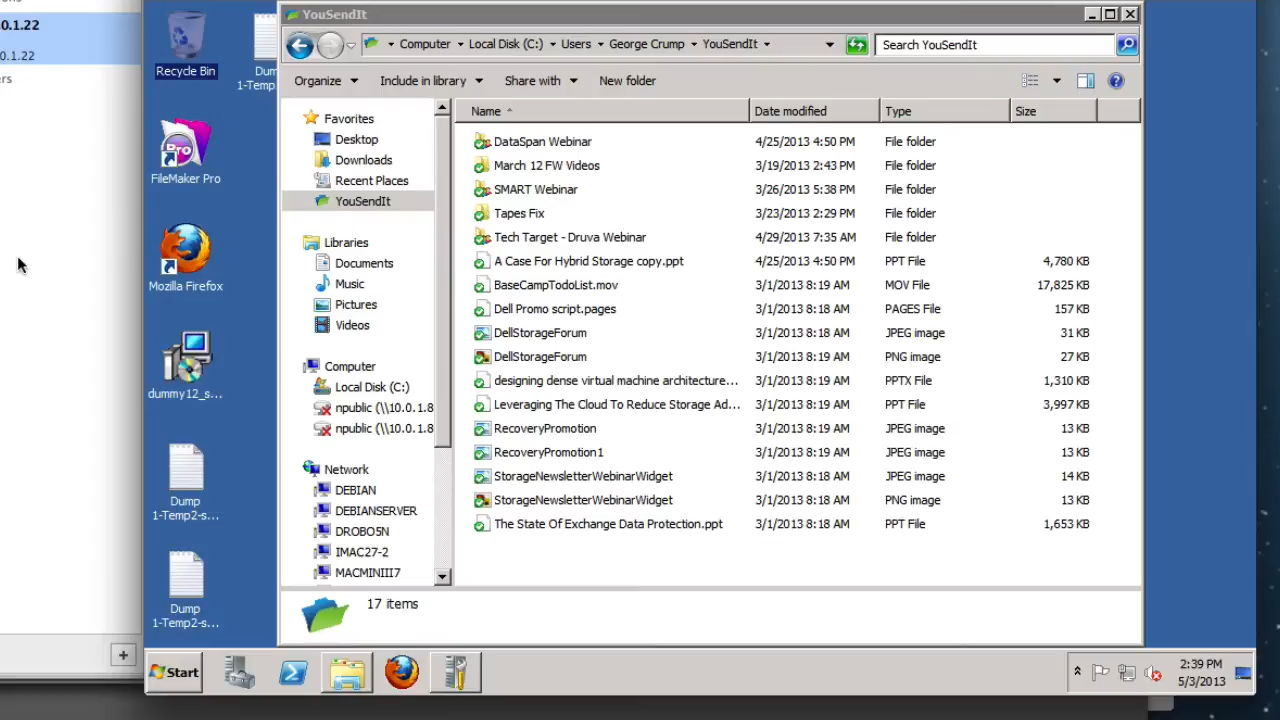 0.1.22
0.1.22
ers
Recycle Bin
Dum
1-Temp
FileMaker Pro
Mozilla Firefox
dummy12_s...
Dump
1-Temp2-s...
Dump
1-Temp2-s...
YouSendIt
Computer Local Disk (C:) Users George Crump YouSendIt
Search YouSendIt
Organize Include in library Share with New folder
Favorites
Desktop
Downloads
Recent Places
YouSendIt
Libraries
Documents
Music
Pictures
Videos
Computer
Local Disk (C:)
npublic (\\10.0.1.8
npublic (\\10.0.1.8
Network
DEBIAN
DEBIANSERVER
DROBO5N
IMAC27-2
MACMINII7
Name Date modified Type Size
DataSpan Webinar 4/25/2013 4:50 PM File folder
March 12 FW Videos 3/19/2013 2:43 PM File folder
SMART Webinar 3/26/2013 5:38 PM File folder
Tapes Fix 3/23/2013 2:29 PM File folder
Tech Target - Druva Webinar 4/29/2013 7:35 AM File folder
A Case For Hybrid Storage copy.ppt 4/25/2013 4:50 PM PPT File 4,780 KB
BaseCampTodoList.mov 3/1/2013 8:19 AM MOV File 17,825 KB
Dell Promo script.pages 3/1/2013 8:18 AM PAGES File 157 KB
DellStorageForum 3/1/2013 8:18 AM JPEG image 31 KB
DellStorageForum 3/1/2013 8:19 AM PNG image 27 KB
designing dense virtual machine architecture... 3/1/2013 8:19 AM PPTX File 1,310 KB
Leveraging The Cloud To Reduce Storage Ad... 3/1/2013 8:19 AM PPT File 3,997 KB
RecoveryPromotion 3/1/2013 8:19 AM JPEG image 13 KB
RecoveryPromotion1 3/1/2013 8:19 AM JPEG image 13 KB
StorageNewsletterWebinarWidget 3/1/2013 8:18 AM JPEG image 14 KB
StorageNewsletterWebinarWidget 3/1/2013 8:18 AM PNG image 13 KB
The State Of Exchange Data Protection.ppt 3/1/2013 8:18 AM PPT File 1,653 KB
17 items
Start
2:39 PM
5/3/2013